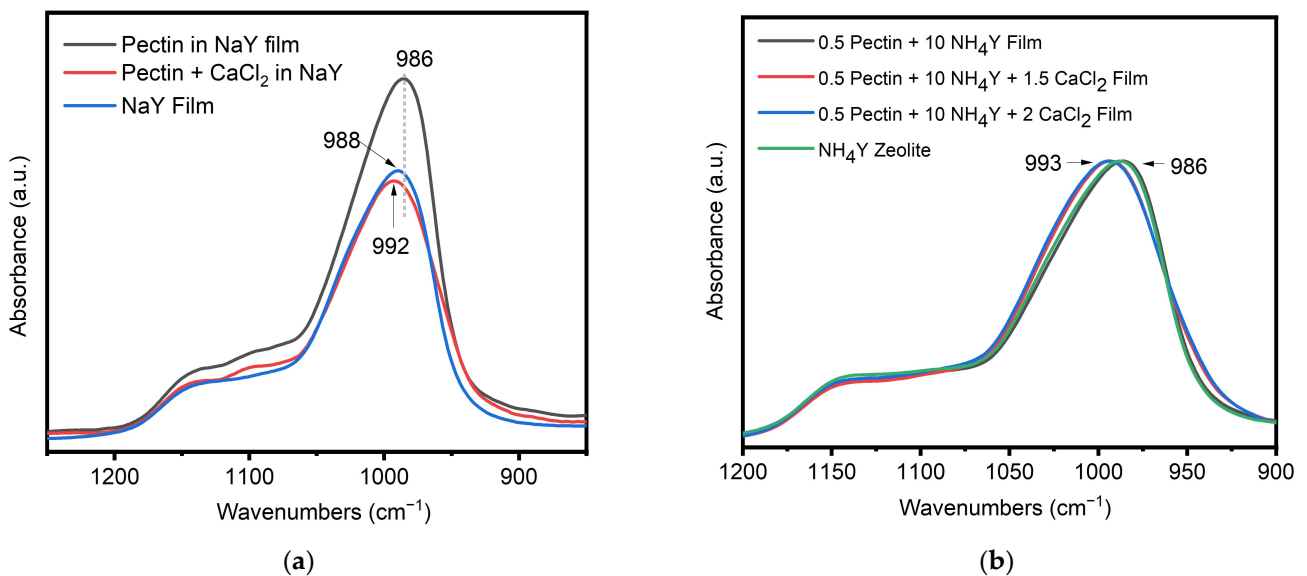 Pectin in NaY film
Pectin + CaCl₂ in NaY
NaY Film
986
988
992
Absorbance (a.u.)
1200 1100 1000 900
Wavenumbers (cm⁻¹)
(a)
0.5 Pectin + 10 NH₄Y Film
0.5 Pectin + 10 NH₄Y + 1.5 CaCl₂ Film
0.5 Pectin + 10 NH₄Y + 2 CaCl₂ Film
NH₄Y Zeolite
993 986
Absorbance (a.u.)
1200 1150 1100 1050 1000 950 900
Wavenumbers (cm⁻¹)
(b)